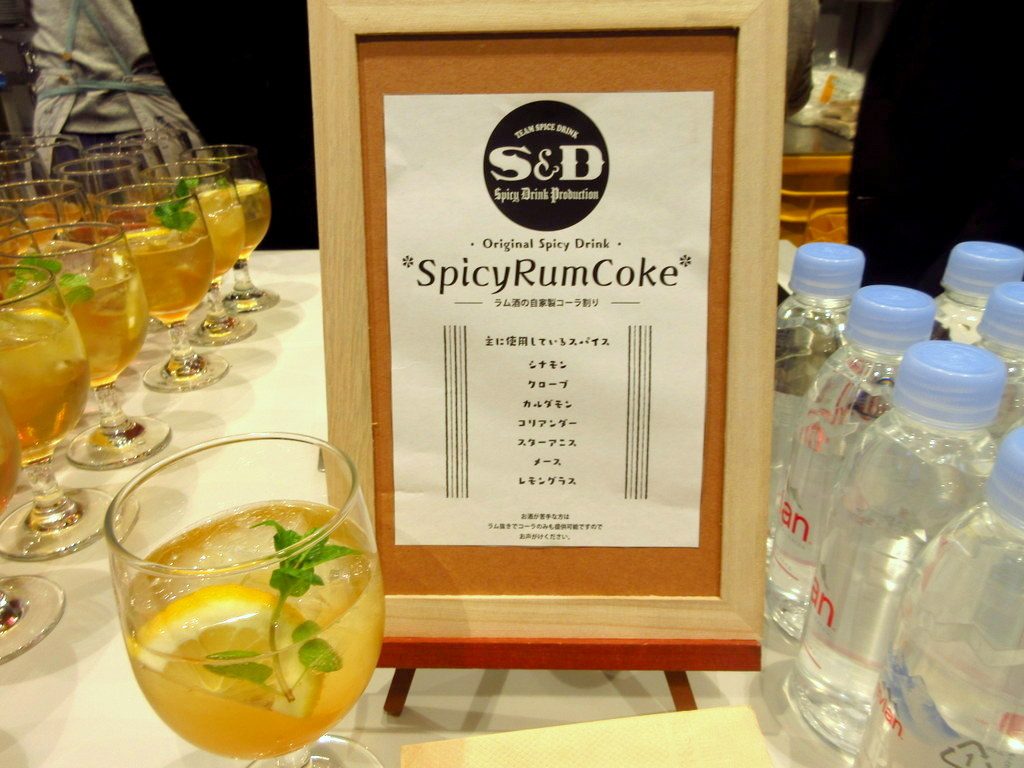 TEAM SPICE DRINK
S&D
Spicy Drink Production
・Original Spicy Drink・
*SpicyRumCoke*
ラム酒の自家製コーラ割り
主に使用しているスパイス
シナモン
クローブ
カルダモン
コリアンダー
スターアニス
メース
レモングラス
お酒が苦手な方は
ラム抜きでコーラのみも提供可能ですので
お声がけください。
an
an
an
1